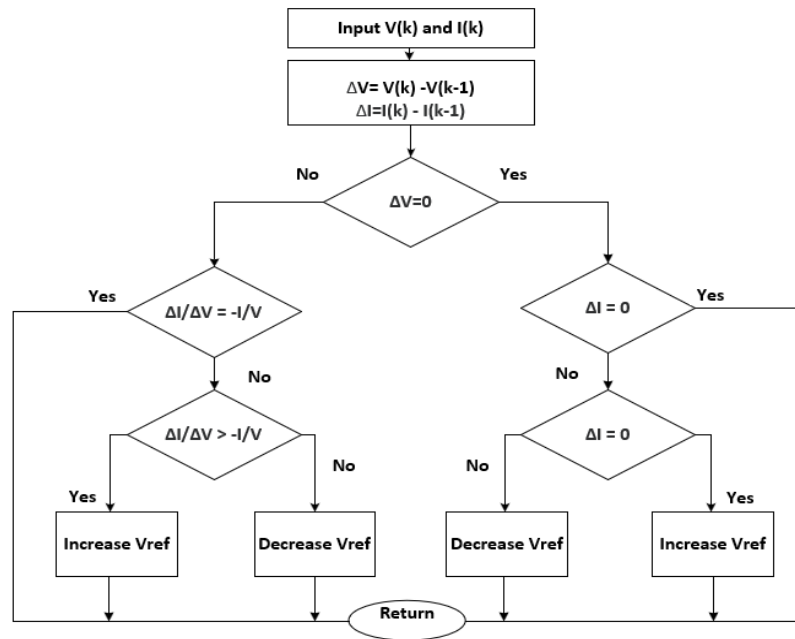 Input V(k) and I(k)
ΔV= V(k) -V(k-1)
ΔI=I(k) - I(k-1)
No
Yes
ΔV=0
Yes
ΔI/ΔV = -I/V
ΔI = 0
Yes
No
No
ΔI/ΔV > -I/V
ΔI = 0
No
No
Yes
Yes
Increase Vref
Decrease Vref
Decrease Vref
Increase Vref
Return